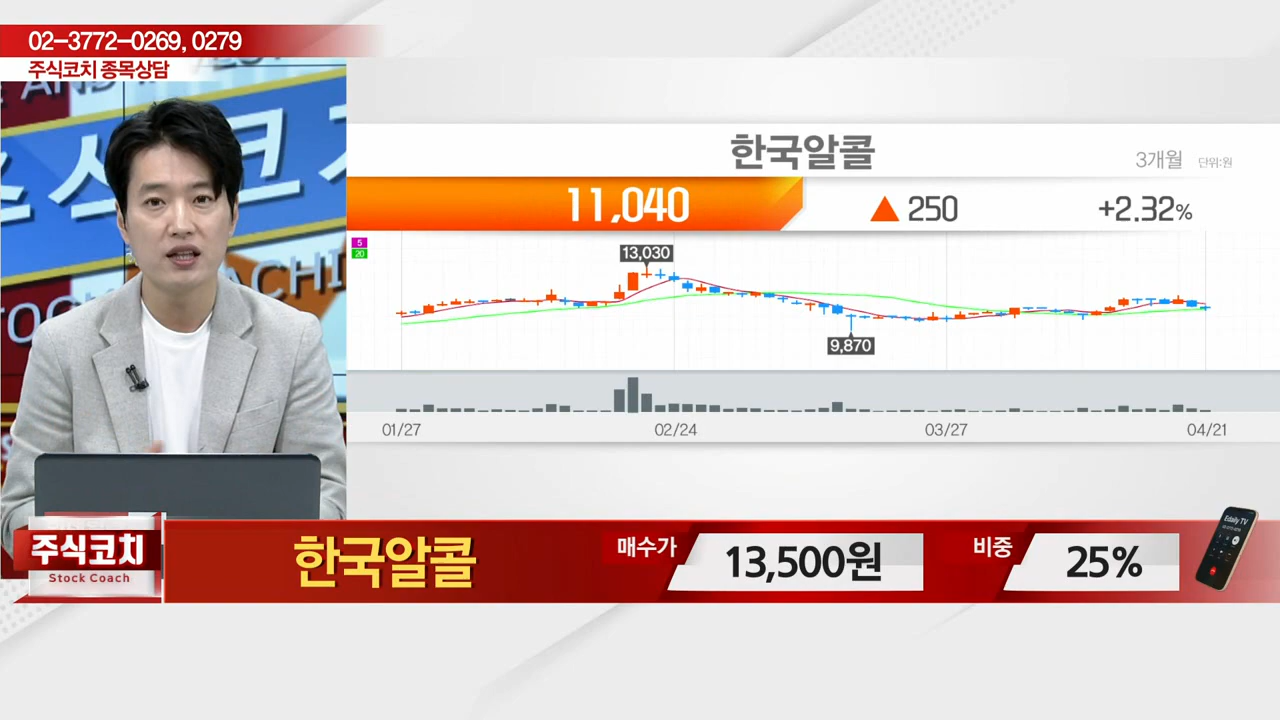 02-3772-0269, 0279
주식코치 종목상담
한국알콜
3개월 단위:원
11,040 ▲ 250 +2.32%
5
20
13,030
9,870
01/27 02/24 03/27 04/21
주식코치
Stock Coach
한국알콜
매수가 13,500원
비중 25%
Edaily TV